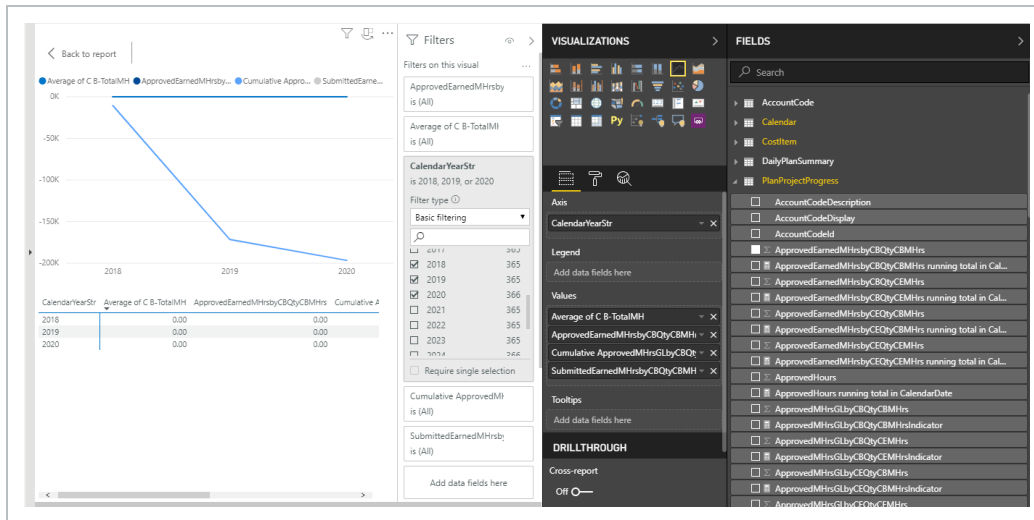 Back to report
Average of C B-TotalMH ApprovedEarnedMHrsby... Cumulative Appro... SubmittedEarne...
0K
-50K
-100K
-150K
-200K
2018 2019 2020
CalendarYearStr Average of C B-TotalMH ApprovedEarnedMHrsbyCBQtyCBMHrs Cumulative A
2018 0.00 0.00
2019 0.00 0.00
2020 0.00 0.00
Filters
Filters on this visual ...
ApprovedEarnedMHrsby
is (All)
Average of C B-TotalMH
is (All)
CalendarYearStr
is 2018, 2019, or 2020
Filter type
Basic filtering
2017 365
2018 365
2019 365
2020 366
2021 365
2022 365
2023 365
2024 366
Require single selection
Cumulative ApprovedMH
is (All)
SubmittedEarnedMHrsby
is (All)
Add data fields here
VISUALIZATIONS
Py
Axis
CalendarYearStr
Legend
Add data fields here
Values
Average of C B-TotalMH
ApprovedEarnedMHrsbyCBQtyCBMH
Cumulative ApprovedMHrsGLbyCBQt
SubmittedEarnedMHrsbyCBQtyCBMH
Tooltips
Add data fields here
DRILLTHROUGH
Cross-report
Off
FIELDS
Search
AccountCode
Calendar
CostItem
DailyPlanSummary
PlanProjectProgress
AccountCodeDescription
AccountCodeDisplay
AccountCodeId
ApprovedEarnedMHrsbyCBQtyCBMHrs
ApprovedEarnedMHrsbyCBQtyCBMHrs running total in Cal...
ApprovedEarnedMHrsbyCBQtyCEMHrs
ApprovedEarnedMHrsbyCBQtyCEMHrs running total in Cal...
ApprovedEarnedMHrsbyCEQtyCBMHrs
ApprovedEarnedMHrsbyCEQtyCBMHrs running total in Cal...
ApprovedEarnedMHrsbyCEQtyCEMHrs
ApprovedEarnedMHrsbyCEQtyCEMHrs running total in Cal...
ApprovedHours
ApprovedHours running total in CalendarDate
ApprovedMHrsGLbyCBQtyCBMHrs
ApprovedMHrsGLbyCBQtyCBMHrsIndicator
ApprovedMHrsGLbyCBQtyCEMHrs
ApprovedMHrsGLbyCBQtyCEMHrsIndicator
ApprovedMHrsGLbyCEQtyCBMHrs
ApprovedMHrsGLbyCEQtyCBMHrsIndicator
ApprovedMHrsGLbyCEQtyCEMHrs